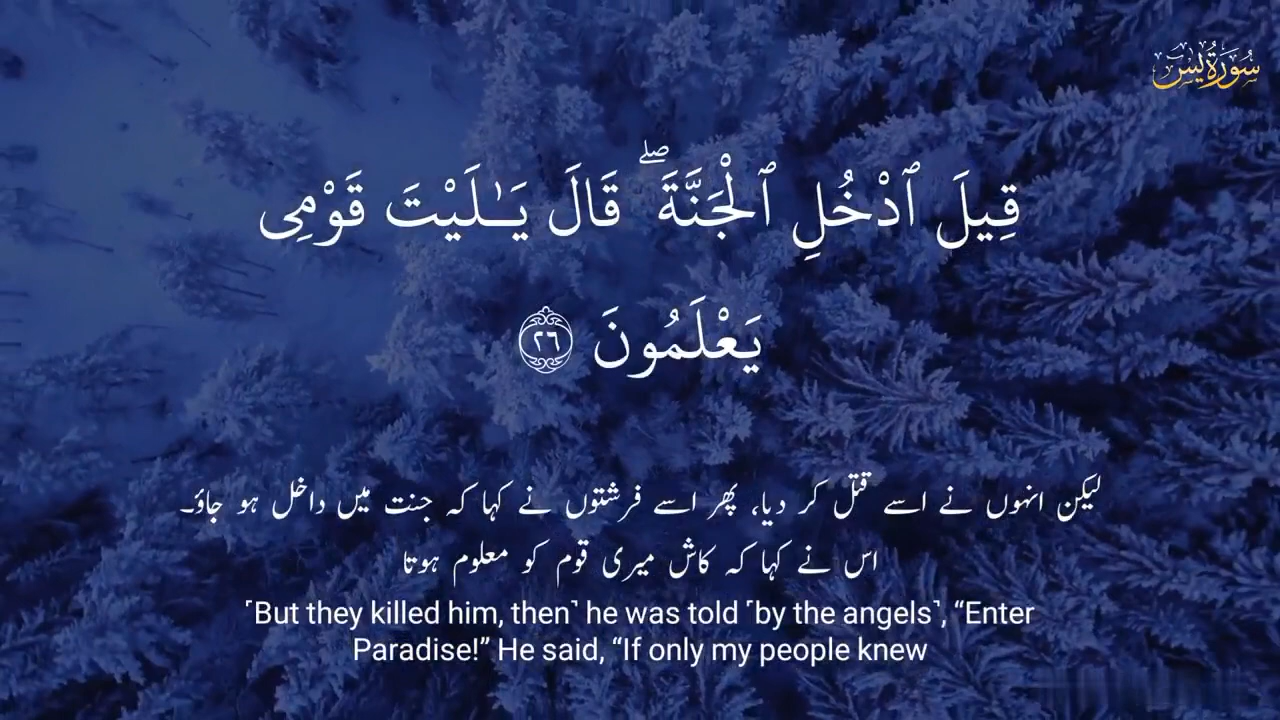 سُورَةُ يس
قِيلَ ٱدْخُلِ ٱلْجَنَّةَ ۖ قَالَ يَـٰلَيْتَ قَوْمِى
يَعْلَمُونَ ٢٦
لیکن انہوں نے اسے قتل کر دیا، پھر اسے فرشتوں نے کہا کہ جنت میں داخل ہو جاؤ۔
اس نے کہا کہ کاش میری قوم کو معلوم ہوتا
˹But they killed him, then˺ he was told ˹by the angels˺, “Enter
Paradise!” He said, “If only my people knew